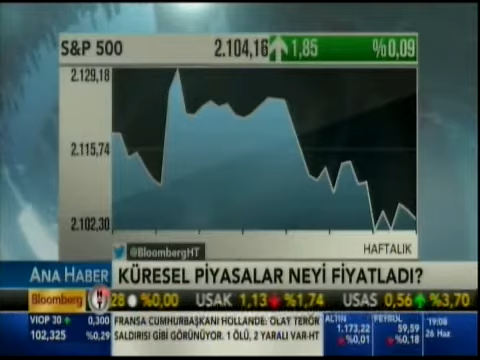 S&P 500 2.104,16 1,85 %0,09
2.129,18
2.115,74
2.102,30
@BloombergHT HAFTALIK
ANA HABER KÜRESEL PİYASALAR NEYİ FİYATLADI?
Bloomberg HT 28 %0,00 USAK 1,13 %1,74 USAS 0,56 %3,70
VIOP 30 0,300
102,325 %0,29
FRANSA CUMHURBAŞKANI HOLLANDE: OLAY TERÖR
SALDIRISI GİBİ GÖRÜNÜYOR. 1 ÖLÜ, 2 YARALI VAR-HT
ALTIN PETROL
1.173,22 59,59
%0,01 %0,18
19:08
26 Haz